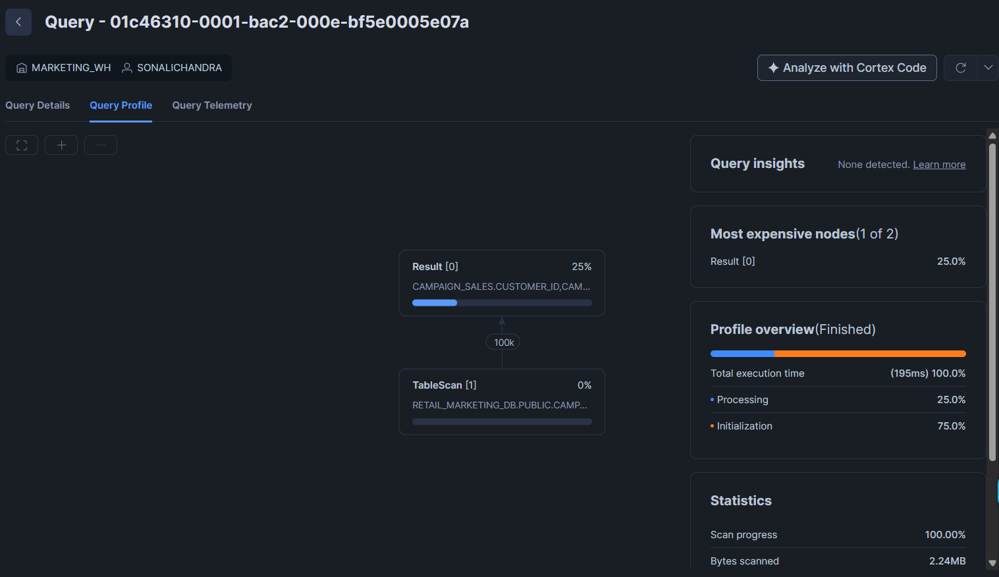 Query - 01c46310-0001-bac2-000e-bf5e0005e07a
MARKETING_WH SONALICHANDRA
Analyze with Cortex Code
Query Details Query Profile Query Telemetry
Result [0] 25%
CAMPAIGN_SALES.CUSTOMER_ID,CAM...
100k
TableScan [1] 0%
RETAIL_MARKETING_DB.PUBLIC.CAMP...
Query insights None detected. Learn more
Most expensive nodes(1 of 2)
Result [0] 25.0%
Profile overview(Finished)
Total execution time (195ms) 100.0%
Processing 25.0%
Initialization 75.0%
Statistics
Scan progress 100.00%
Bytes scanned 2.24MB